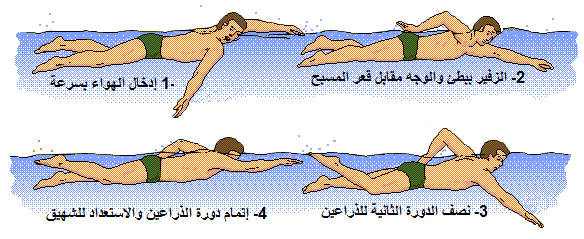 1- إدخال الهواء بسرعة
2- الزفير ببطئ والوجه مقابل قعر المسبح
3- نصف الدورة الثانية للذراعين
4- إتمام دورة الذراعين والاستعداد للشهيق